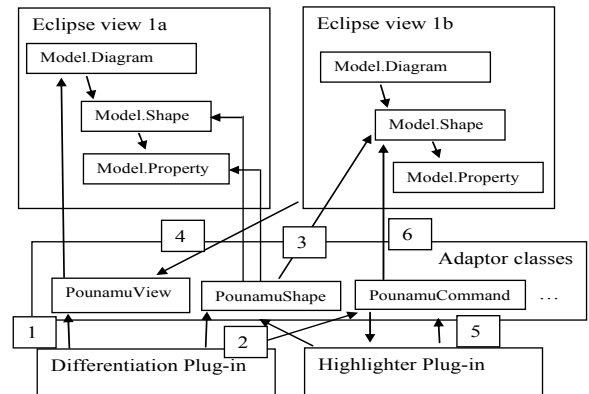 Eclipse view 1a
Model.Diagram
Model.Shape
Model.Property
Eclipse view 1b
Model.Diagram
Model.Shape
Model.Property
4
3
6
Adaptor classes
PounamuView
PounamuShape
PounamuCommand
…
1
2
5
Differentiation Plug-in
Highlighter Plug-in